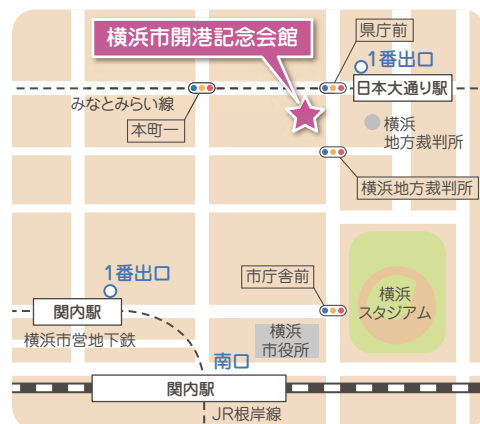 横浜市開港記念会館
県庁前
1番出口
日本大通り駅
みなとみらい線
本町一
横浜
地方裁判所
横浜地方裁判所
1番出口
市庁舎前
横浜
スタジアム
関内駅
横浜市営地下鉄
横浜
市役所
南口
関内駅
JR根岸線